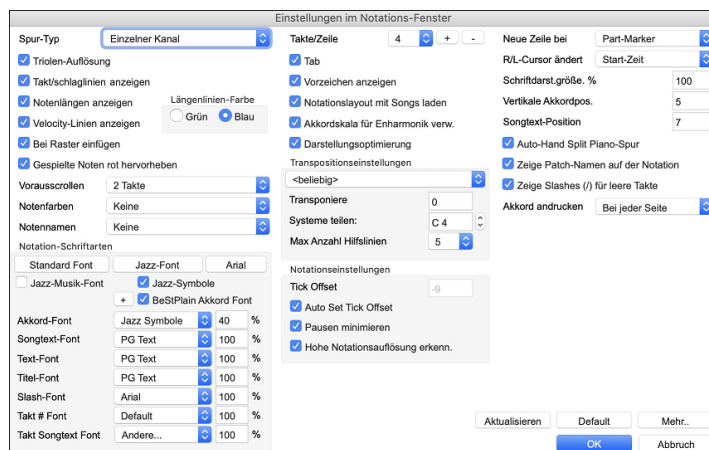 Einstellungen im Notations-Fenster
Spur-Typ Einzelner Kanal
Triolen-Auflösung
Takt/schlaglinien anzeigen
Notenlängen anzeigen
Längenlinien-Farbe
Grün Blau
Velocity-Linien anzeigen
Bei Raster einfügen
Gespielte Noten rot hervorheben
Vorausscrollen 2 Takte
Notenfarben Keine
Notennamen Keine
Notation-Schriftarten
Standard Font Jazz-Font Arial
Jazz-Musik-Font Jazz-Symbole
+ BeStPlain Akkord Font
Akkord-Font Jazz Symbole 40 %
Songtext-Font PG Text 100 %
Text-Font PG Text 100 %
Titel-Font PG Text 100 %
Slash-Font Arial 100 %
Takt # Font Default 100 %
Takt Songtext Font Andere... 100 %
Takte/Zeile 4 + -
Tab
Vorzeichen anzeigen
Notationslayout mit Songs laden
Akkordskala für Enharmonik verw.
Darstellungsoptimierung
Transpositionseinstellungen
<beliebig>
Transponiere 0
Systeme teilen: C 4
Max Anzahl Hilfslinien 5
Notationseinstellungen
Tick Offset -9
Auto Set Tick Offset
Pausen minimieren
Hohe Notationsauflösung erkenn.
Neue Zeile bei Part-Marker
R/L-Cursor ändert Start-Zeit
Schriftdarst.größe. % 100
Vertikale Akkordpos. 5
Songtext-Position 7
Auto-Hand Split Piano-Spur
Zeige Patch-Namen auf der Notation
Zeige Slashes (/) für leere Takte
Akkord andrucken Bei jeder Seite
Aktualisieren Default Mehr..
OK Abbruch